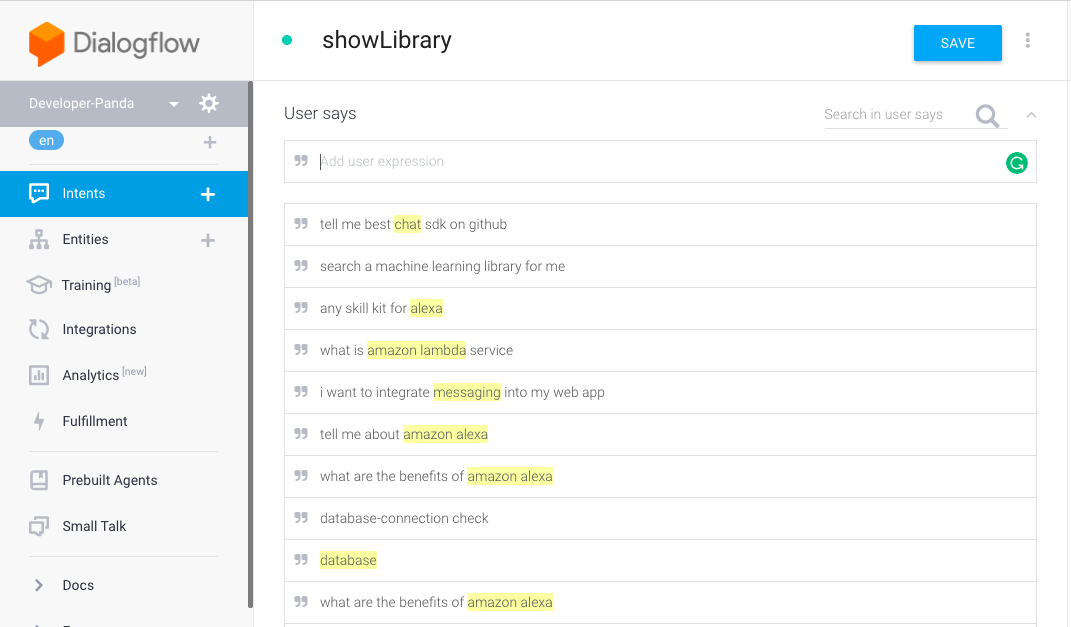 Dialogflow
Developer-Panda
en
Intents
Entities
Training [beta]
Integrations
Analytics [new]
Fulfillment
Prebuilt Agents
Small Talk
Docs
showLibrary
SAVE
User says
Search in user says
Add user expression
tell me best chat sdk on github
search a machine learning library for me
any skill kit for alexa
what is amazon lambda service
i want to integrate messaging into my web app
tell me about amazon alexa
what are the benefits of amazon alexa
database-connection check
database
what are the benefits of amazon alexa